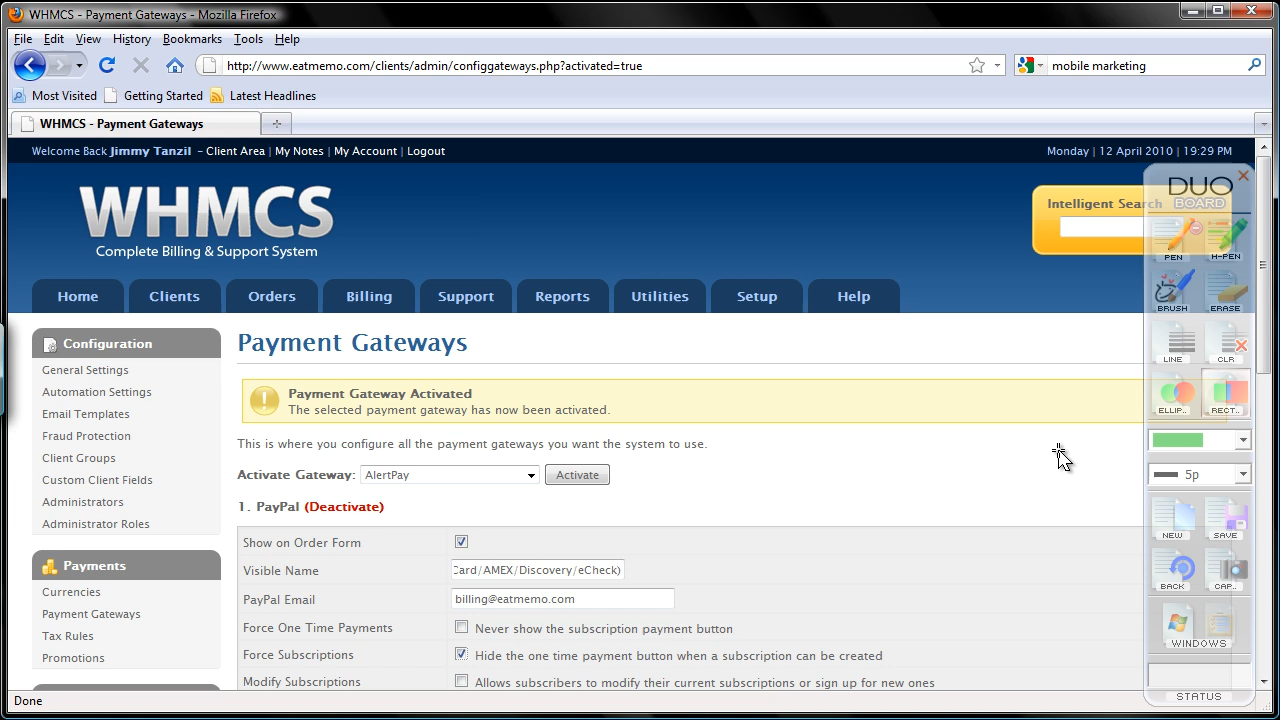 WHMCS - Payment Gateways - Mozilla Firefox
File Edit View History Bookmarks Tools Help
http://www.eatmemo.com/clients/admin/configgateways.php?activated=true
mobile marketing
Most Visited Getting Started Latest Headlines
WHMCS - Payment Gateways
Welcome Back Jimmy Tanzil - Client Area | My Notes | My Account | Logout
Monday | 12 April 2010 | 19:29 PM
WHMCS
Complete Billing & Support System
Intelligent Search
Home Clients Orders Billing Support Reports Utilities Setup Help
Configuration
General Settings
Automation Settings
Email Templates
Fraud Protection
Client Groups
Custom Client Fields
Administrators
Administrator Roles
Payments
Currencies
Payment Gateways
Tax Rules
Promotions
Payment Gateways
Payment Gateway Activated
The selected payment gateway has now been activated.
This is where you configure all the payment gateways you want the system to use.
Activate Gateway: AlertPay Activate
1. PayPal (Deactivate)
Show on Order Form
Visible Name Card/AMEX/Discovery/eCheck)
PayPal Email billing@eatmemo.com
Force One Time Payments Never show the subscription payment button
Force Subscriptions Hide the one time payment button when a subscription can be created
Modify Subscriptions Allows subscribers to modify their current subscriptions or sign up for new ones
DUO
BOARD
PEN H-PEN
BRUSH ERASE
LINE CLR
ELLIP.. RECT..
5p
NEW SAVE
BACK CAP..
WINDOWS
STATUS
Done